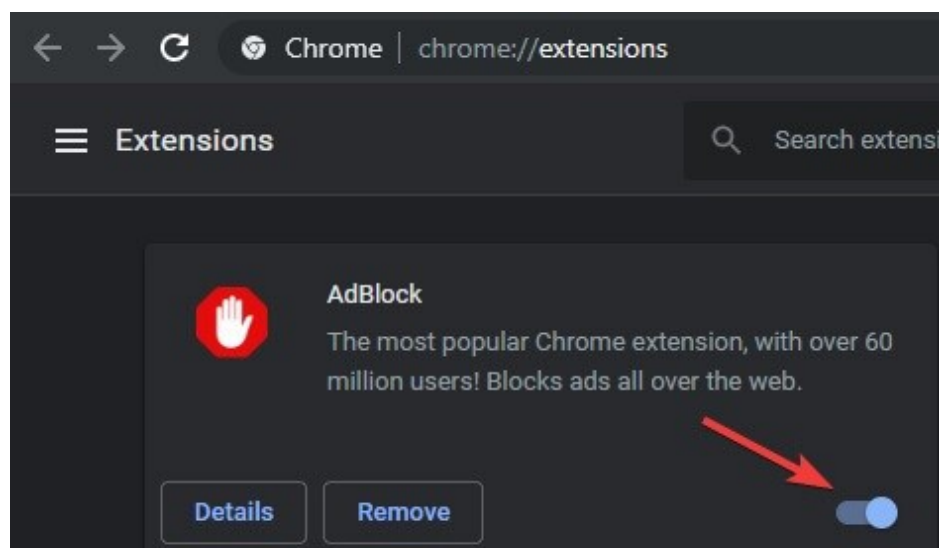 Chrome | chrome://extensions
Extensions
Search extensi
AdBlock
The most popular Chrome extension, with over 60
million users! Blocks ads all over the web.
Details
Remove